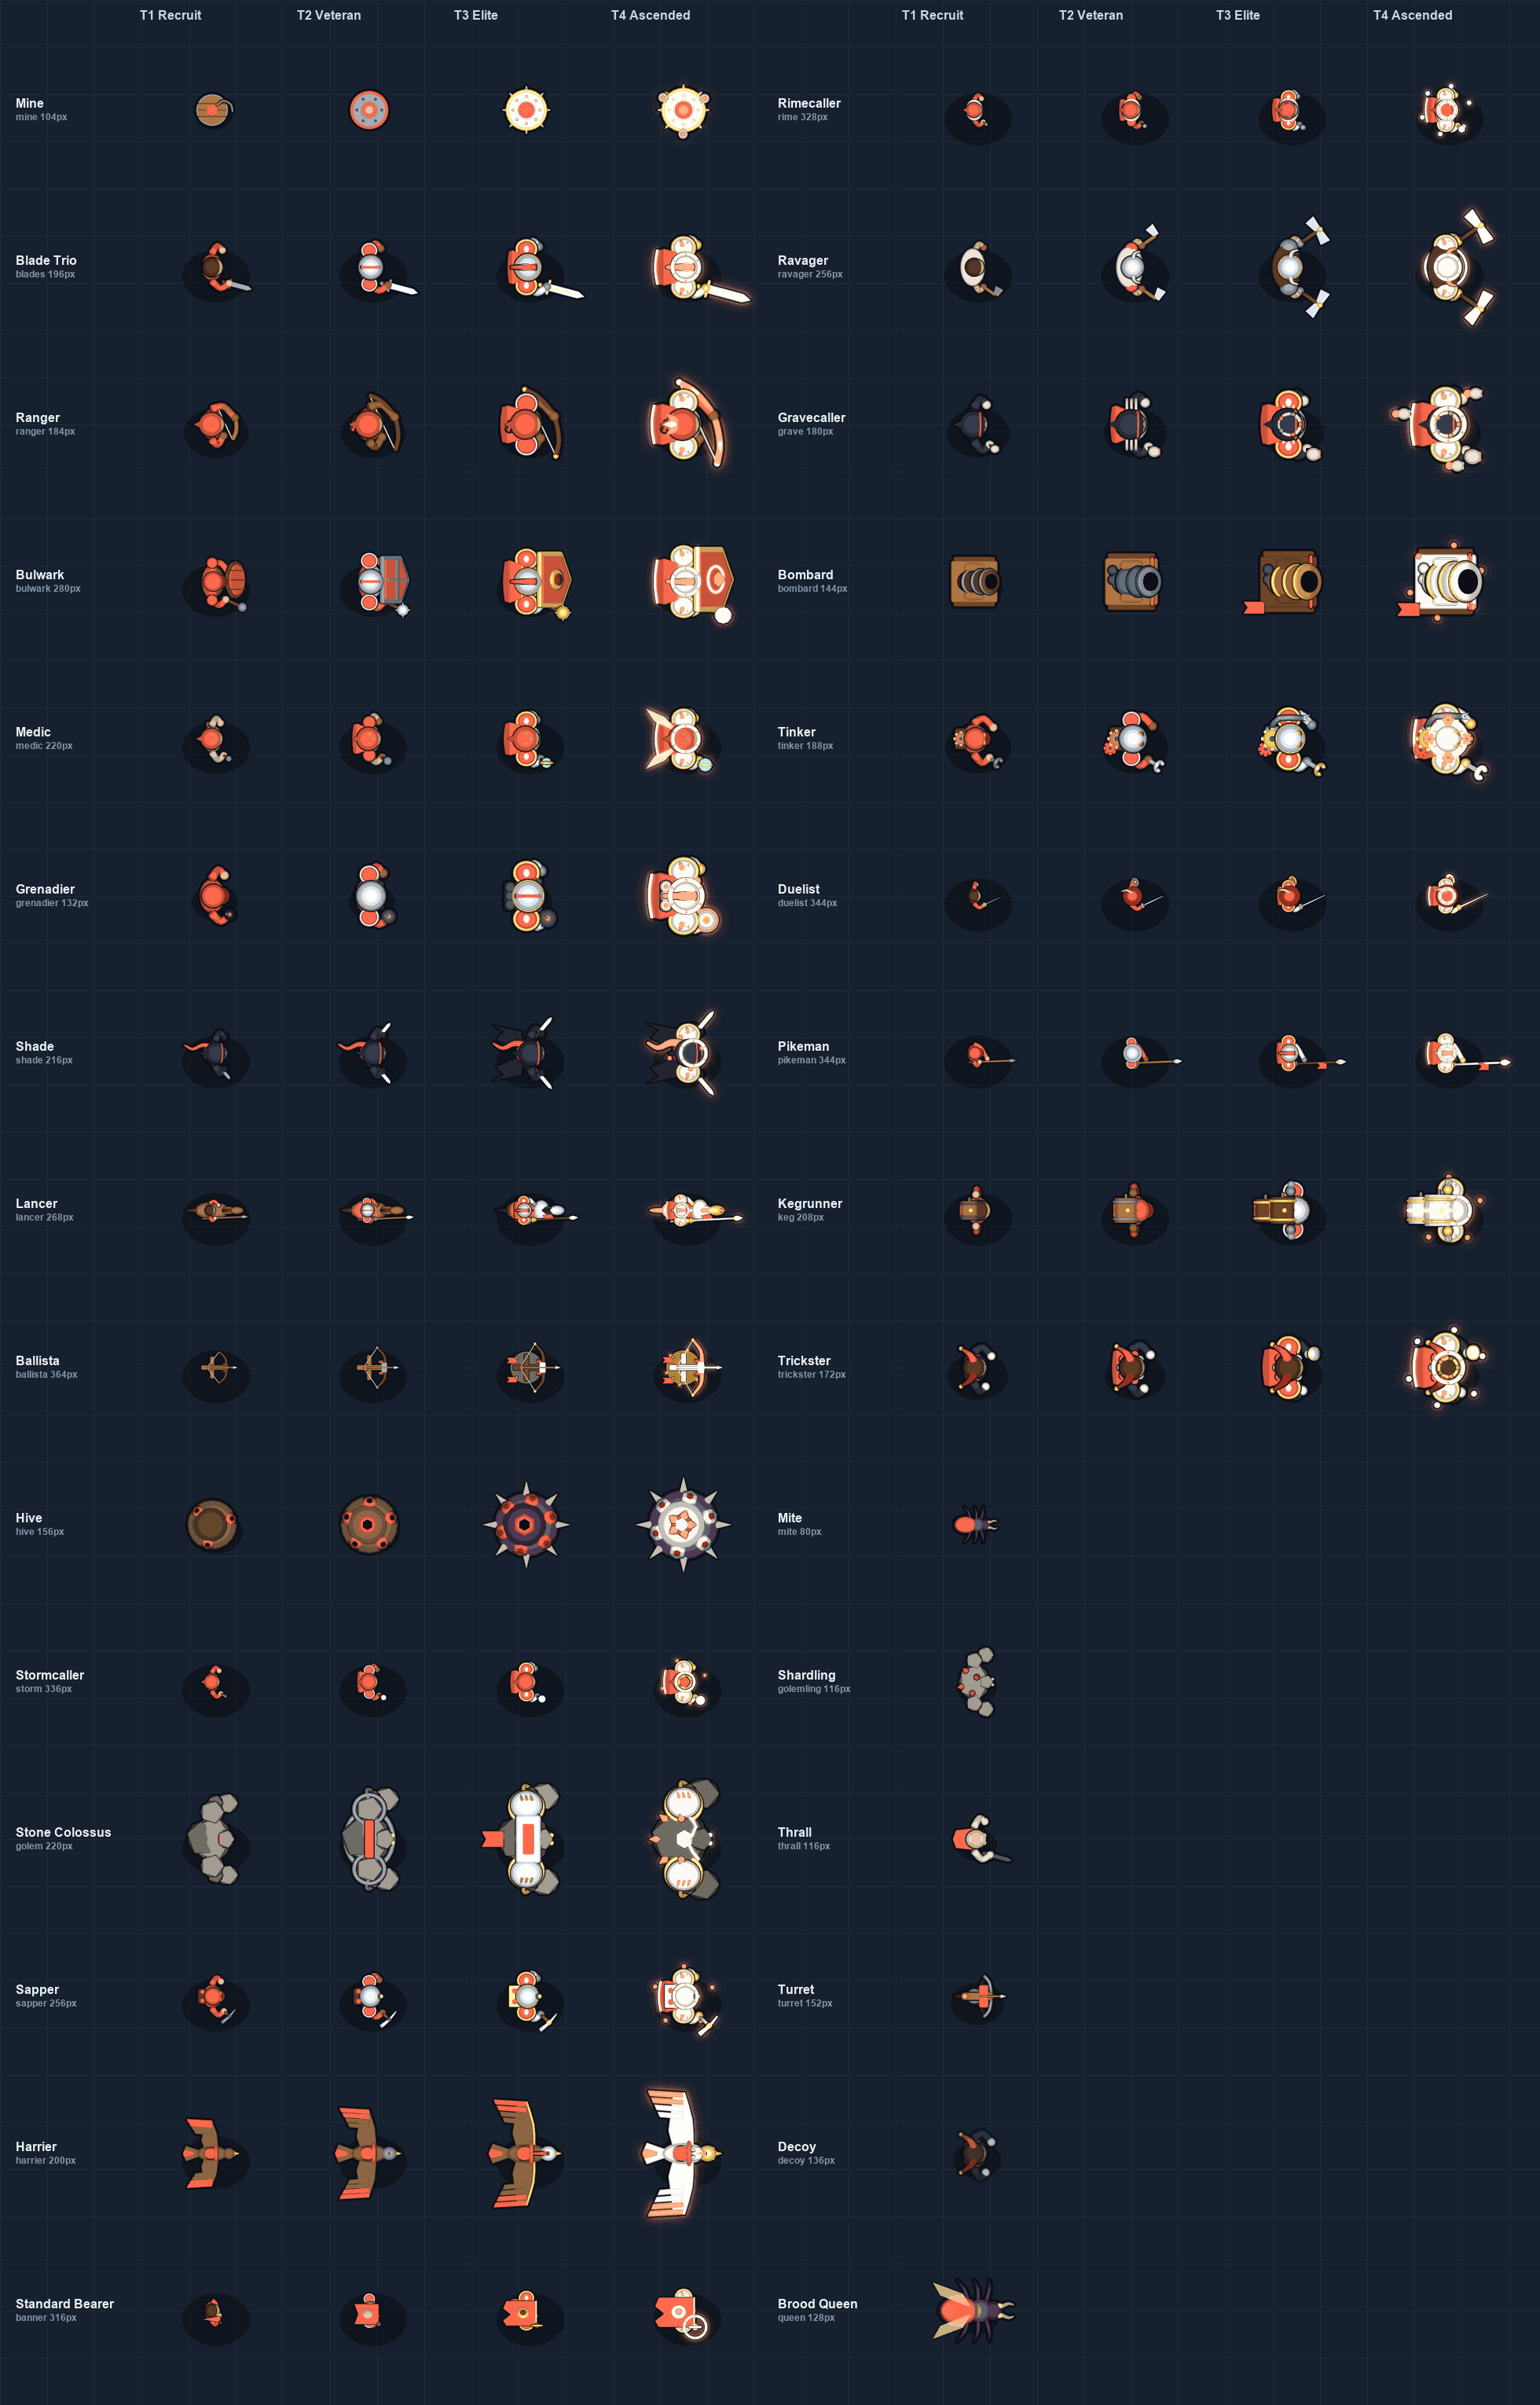 T1 Recruit T2 Veteran T3 Elite T4 Ascended T1 Recruit T2 Veteran T3 Elite T4 Ascended
Mine
mine 104px
Rimecaller
rime 328px
Blade Trio
blades 196px
Ravager
ravager 256px
Ranger
ranger 184px
Gravecaller
grave 180px
Bulwark
bulwark 280px
Bombard
bombard 144px
Medic
medic 220px
Tinker
tinker 188px
Grenadier
grenadier 132px
Duelist
duelist 344px
Shade
shade 216px
Pikeman
pikeman 344px
Lancer
lancer 268px
Kegrunner
keg 208px
Ballista
ballista 364px
Trickster
trickster 172px
Hive
hive 156px
Mite
mite 80px
Stormcaller
storm 336px
Shardling
golemling 116px
Stone Colossus
golem 220px
Thrall
thrall 116px
Sapper
sapper 256px
Turret
turret 152px
Harrier
harrier 200px
Decoy
decoy 136px
Standard Bearer
banner 316px
Brood Queen
queen 128px